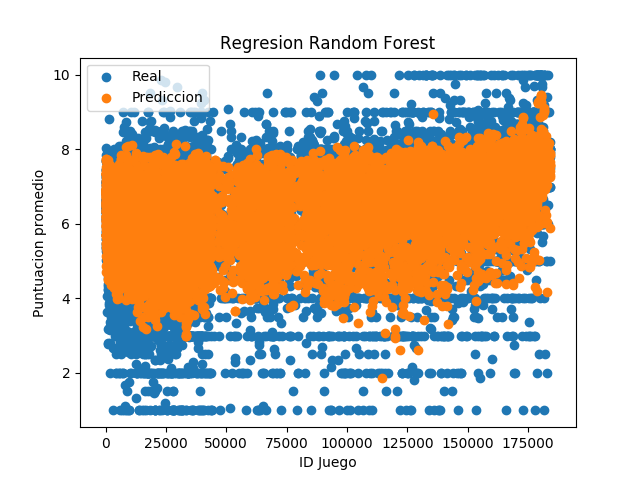 Regresion Random Forest
Real
Prediccion
10
8
6
4
2
Puntuacion promedio
0 25000 50000 75000 100000 125000 150000 175000
ID Juego